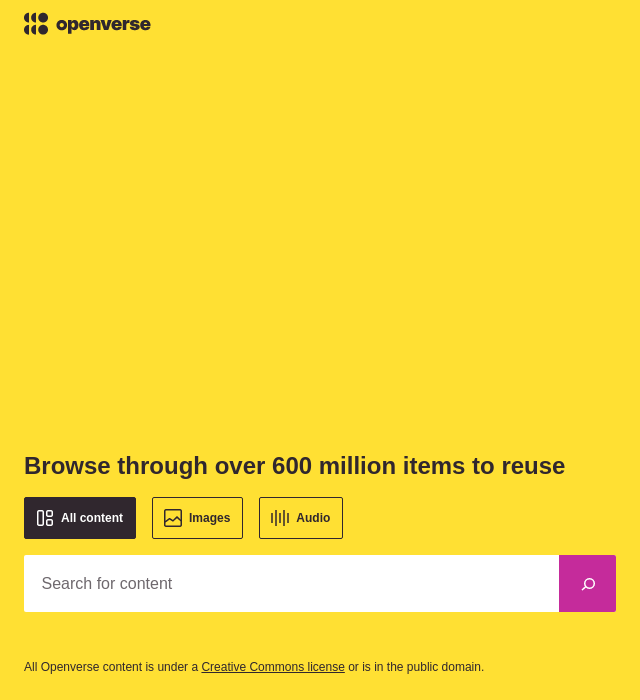 openverse
Browse through over 600 million items to reuse
All content
Images
Audio
Search for content
All Openverse content is under a Creative Commons license or is in the public domain.